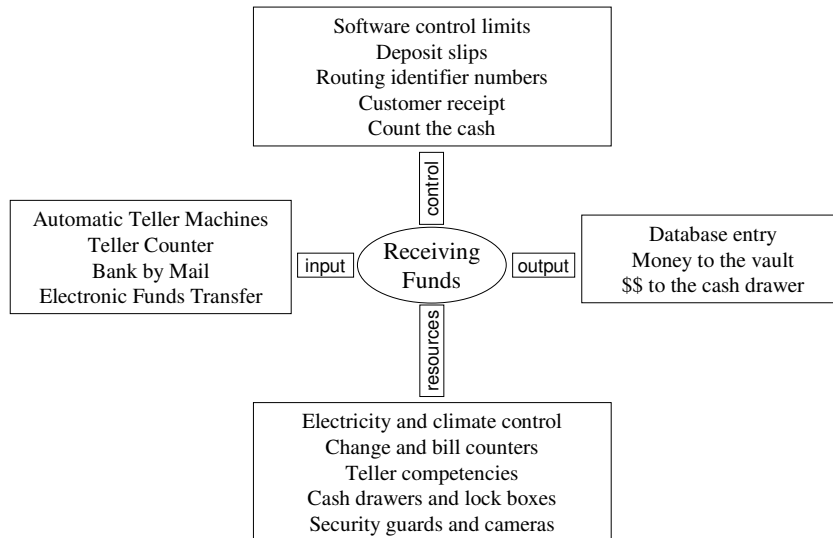 Software control limits
Deposit slips
Routing identifier numbers
Customer receipt
Count the cash
control
Automatic Teller Machines
Teller Counter
Bank by Mail
Electronic Funds Transfer
input
Receiving
Funds
output
Database entry
Money to the vault
$$ to the cash drawer
resources
Electricity and climate control
Change and bill counters
Teller competencies
Cash drawers and lock boxes
Security guards and cameras